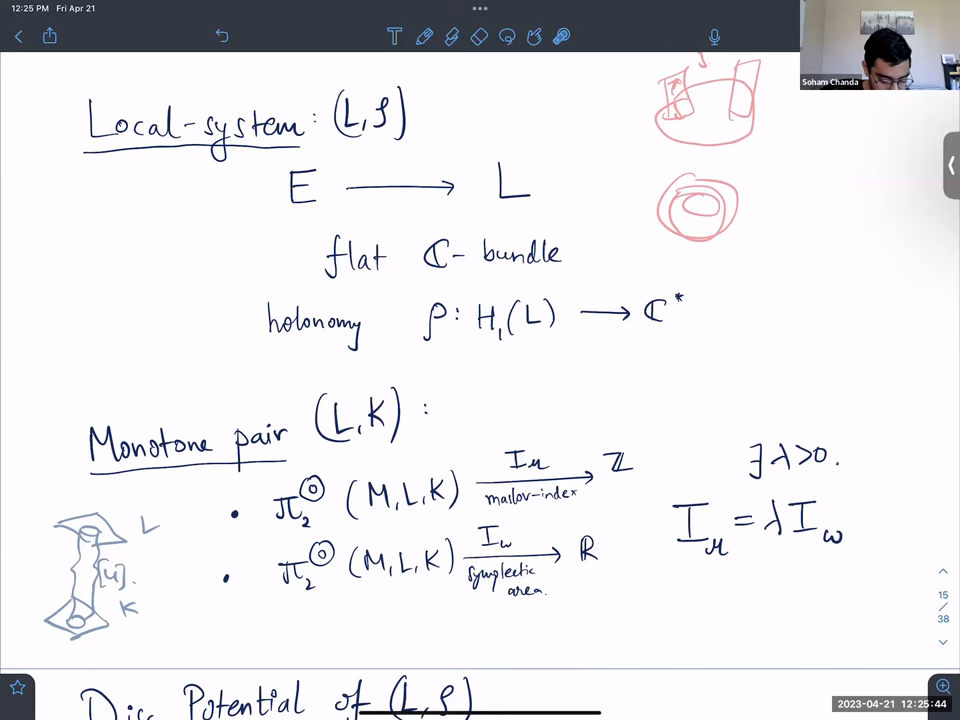 12:25 PM Fri Apr 21
Soham Chanda
Local-system: (L, ρ)
E ⟶ L
flat ℂ-bundle
holonomy ρ: H₁(L) ⟶ ℂ*
Monotone pair (L,K) :
• π₂^◎ (M,L,K) I_μ ⟶ ℤ ∃ λ>0.
maslov-index
I_μ = λ I_ω
• π₂^◎ (M,L,K) I_ω ⟶ ℝ
symplectic
area.
L
[u].
K
15
/
38
Disc Potential of (L, ρ)
2023-04-21 12:25:44